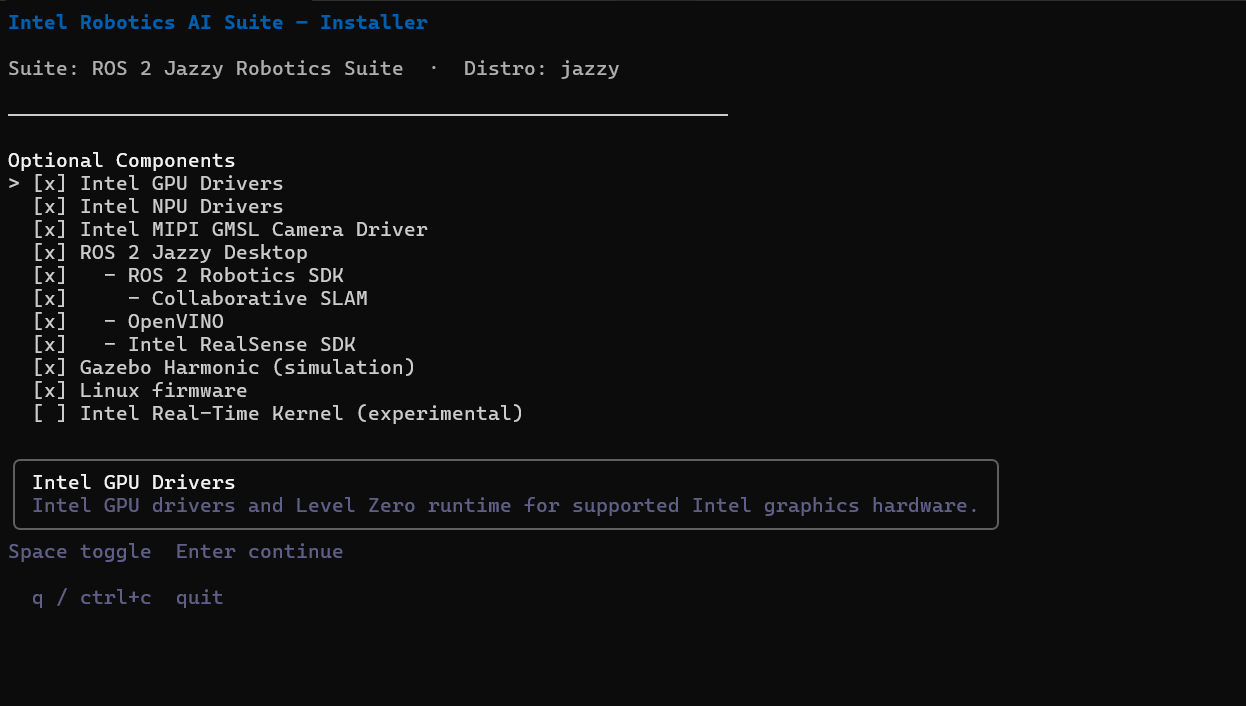 Intel Robotics AI Suite — Installer
Suite: ROS 2 Jazzy Robotics Suite · Distro: jazzy
Optional Components
> [x] Intel GPU Drivers
[x] Intel NPU Drivers
[x] Intel MIPI GMSL Camera Driver
[x] ROS 2 Jazzy Desktop
[x] - ROS 2 Robotics SDK
[x] - Collaborative SLAM
[x] - OpenVINO
[x] - Intel RealSense SDK
[x] Gazebo Harmonic (simulation)
[x] Linux firmware
[ ] Intel Real-Time Kernel (experimental)
Intel GPU Drivers
Intel GPU drivers and Level Zero runtime for supported Intel graphics hardware.
Space toggle Enter continue
q / ctrl+c quit